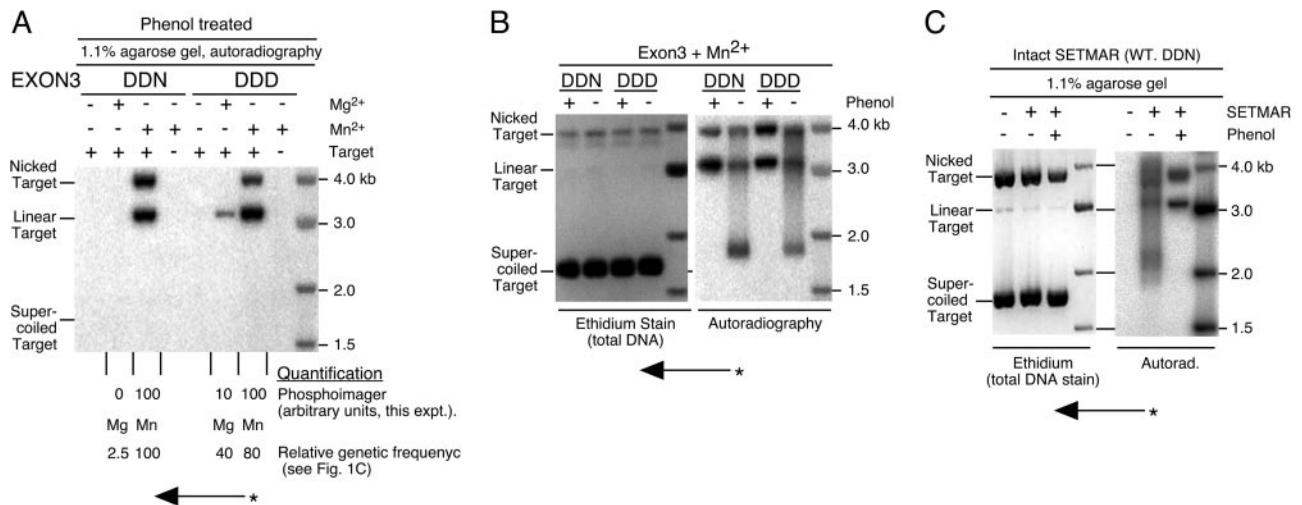 A
Phenol treated
1.1% agarose gel, autoradiography
EXON3 DDN DDD
- + - - - + - - Mg2+
- - + + - - + + Mn2+
+ + + - + + + - Target
Nicked
Target
Linear
Target
Super-
coiled
Target
4.0 kb
3.0
2.0
1.5
Quantification
0 100 10 100 Phosphoimager
(arbitrary units, this expt.).
Mg Mn Mg Mn
2.5 100 40 80 Relative genetic frequenyc
(see Fig. 1C)
*
B
Exon3 + Mn2+
DDN DDD DDN DDD
+ - + - + - + - Phenol
Nicked
Target
Linear
Target
Super-
coiled
Target
4.0 kb
3.0
2.0
1.5
Ethidium Stain
(total DNA)
Autoradiography
*
C
Intact SETMAR (WT. DDN)
1.1% agarose gel
- + + - + + SETMAR
- - + - - + Phenol
Nicked
Target
Linear
Target
Super-
coiled
Target
4.0 kb
3.0
2.0
1.5
Ethidium
(total DNA stain)
Autorad.
*